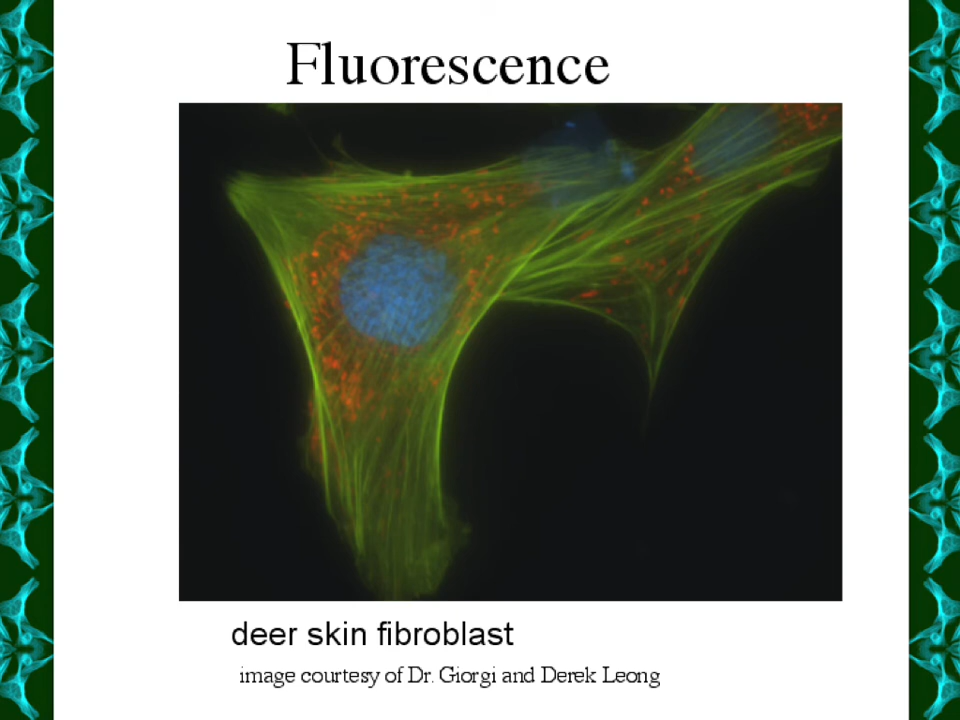 Fluorescence
deer skin fibroblast
image courtesy of Dr. Giorgi and Derek Leong